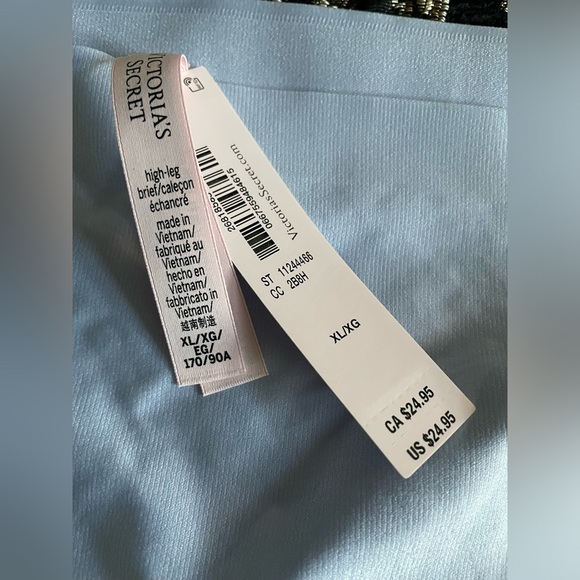 VICTORIA'S
SECRET
high-leg
brief/caleçon
échancré
made in
Vietnam/
fabriqué au
Vietnam/
hecho en
Vietnam/
fabbricato in
Vietnam/
越南制造
XL/XG/
EG/
170/90A
0667559484615
VictoriasSecret.com
ST 11244466
CC 2B8H
XL/XG
CA $24.95
US $24.95